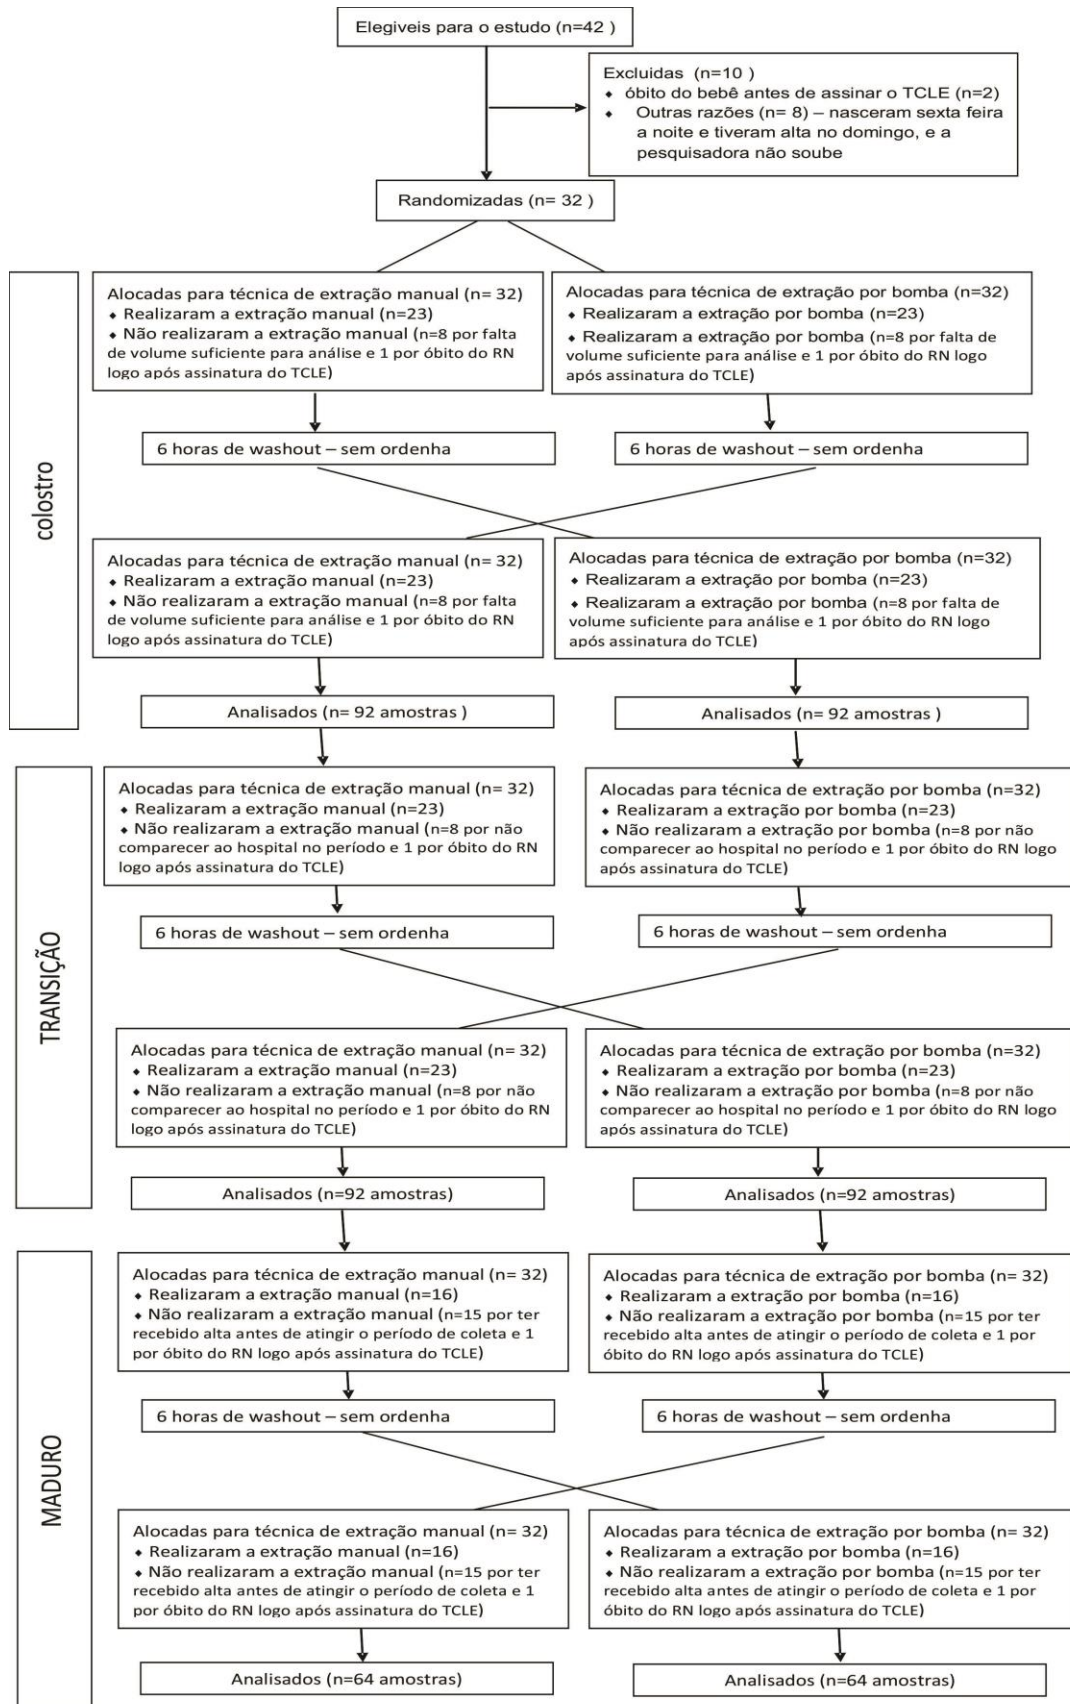 Elegiveis para o estudo (n=42 )
Excluidas (n=10 )
◆ óbito do bebê antes de assinar o TCLE (n=2)
◆ Outras razões (n= 8) – nasceram sexta feira
a noite e tiveram alta no domingo, e a
pesquisadora não soube
Randomizadas (n= 32 )
colostro
Alocadas para técnica de extração manual (n= 32)
◆ Realizaram a extração manual (n=23)
◆ Não realizaram a extração manual (n=8 por falta
de volume suficiente para análise e 1 por óbito do RN
logo após assinatura do TCLE)
Alocadas para técnica de extração por bomba (n=32)
◆ Realizaram a extração por bomba (n=23)
◆ Realizaram a extração por bomba (n=8 por falta de
volume suficiente para análise e 1 por óbito do RN logo
após assinatura do TCLE)
6 horas de washout – sem ordenha
6 horas de washout – sem ordenha
Alocadas para técnica de extração manual (n= 32)
◆ Realizaram a extração manual (n=23)
◆ Não realizaram a extração manual (n=8 por falta
de volume suficiente para análise e 1 por óbito do RN
logo após assinatura do TCLE)
Alocadas para técnica de extração por bomba (n=32)
◆ Realizaram a extração por bomba (n=23)
◆ Realizaram a extração por bomba (n=8 por falta de
volume suficiente para análise e 1 por óbito do RN logo
após assinatura do TCLE)
Analisados (n= 92 amostras )
Analisados (n= 92 amostras )
TRANSIÇÃO
Alocadas para técnica de extração manual (n= 32)
◆ Realizaram a extração manual (n=23)
◆ Não realizaram a extração manual (n=8 por não
comparecer ao hospital no período e 1 por óbito do RN
logo após assinatura do TCLE)
Alocadas para técnica de extração por bomba (n=32)
◆ Realizaram a extração por bomba (n=23)
◆ Não realizaram a extração por bomba (n=8 por não
comparecer ao hospital no período e 1 por óbito do RN
logo após assinatura do TCLE)
6 horas de washout – sem ordenha
6 horas de washout – sem ordenha
Alocadas para técnica de extração manual (n= 32)
◆ Realizaram a extração manual (n=23)
◆ Não realizaram a extração manual (n=8 por não
comparecer ao hospital no período e 1 por óbito do RN
logo após assinatura do TCLE)
Alocadas para técnica de extração por bomba (n=32)
◆ Realizaram a extração por bomba (n=23)
◆ Não realizaram a extração por bomba (n=8 por não
comparecer ao hospital no período e 1 por óbito do RN logo
após assinatura do TCLE)
Analisados (n=92 amostras)
Analisados (n=92 amostras)
MADURO
Alocadas para técnica de extração manual (n= 32)
◆ Realizaram a extração manual (n=16)
◆ Não realizaram a extração manual (n=15 por ter
recebido alta antes de atingir o período de coleta e 1
por óbito do RN logo após assinatura do TCLE)
Alocadas para técnica de extração por bomba (n= 32)
◆ Realizaram a extração por bomba (n=16)
◆ Não realizaram a extração por bomba (n=15 por ter
recebido alta antes de atingir o período de coleta e 1 por
óbito do RN logo após assinatura do TCLE)
6 horas de washout – sem ordenha
6 horas de washout – sem ordenha
Alocadas para técnica de extração manual (n= 32)
◆ Realizaram a extração manual (n=16)
◆ Não realizaram a extração manual (n=15 por ter
recebido alta antes de atingir o período de coleta e 1
por óbito do RN logo após assinatura do TCLE)
Alocadas para técnica de extração por bomba (n= 32)
◆ Realizaram a extração por bomba (n=16)
◆ Não realizaram a extração por bomba (n=15 por ter
recebido alta antes de atingir o período de coleta e 1 por
óbito do RN logo após assinatura do TCLE)
Analisados (n=64 amostras)
Analisados (n=64 amostras)